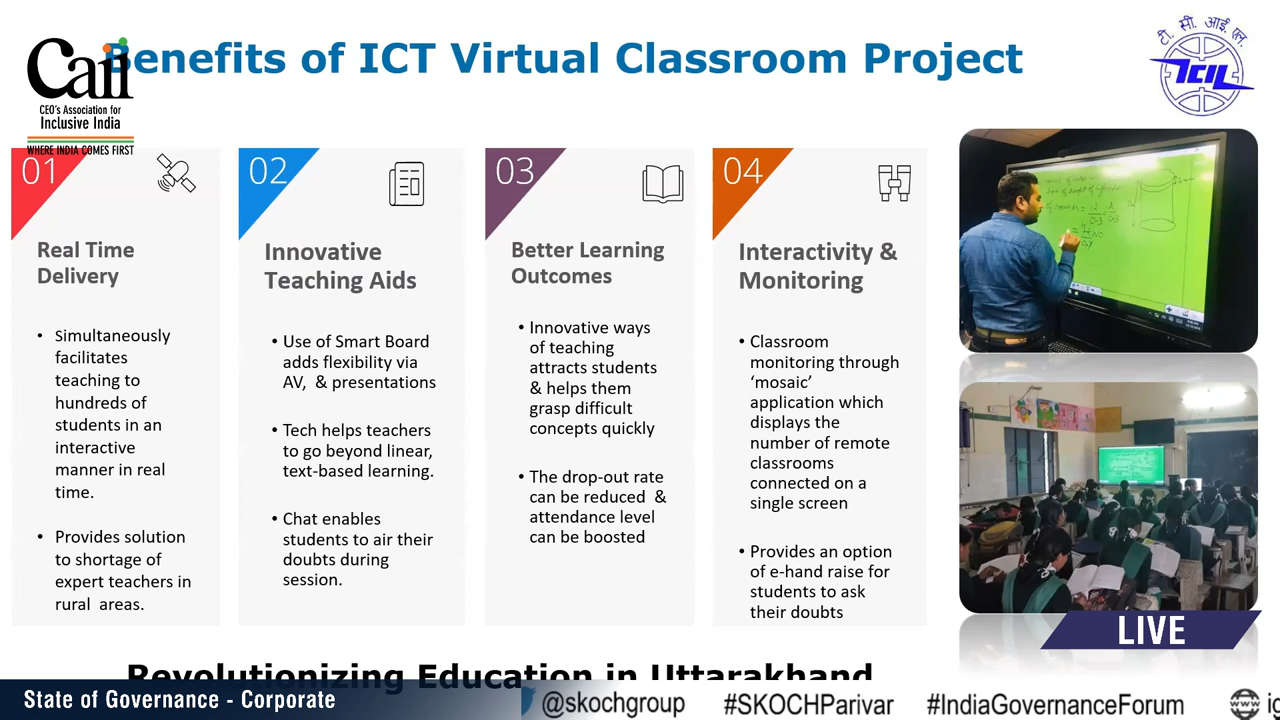 Benefits of ICT Virtual Classroom Project
Caii
CEO's Association for
Inclusive India
WHERE INDIA COMES FIRST
टी. सी. आई. एल.
TCIL
01
Real Time
Delivery
• Simultaneously
facilitates
teaching to
hundreds of
students in an
interactive
manner in real
time.
• Provides solution
to shortage of
expert teachers in
rural areas.
02
Innovative
Teaching Aids
• Use of Smart Board
adds flexibility via
AV, & presentations
• Tech helps teachers
to go beyond linear,
text-based learning.
• Chat enables
students to air their
doubts during
session.
03
Better Learning
Outcomes
• Innovative ways
of teaching
attracts students
& helps them
grasp difficult
concepts quickly
• The drop-out rate
can be reduced &
attendance level
can be boosted
04
Interactivity &
Monitoring
• Classroom
monitoring through
‘mosaic’
application which
displays the
number of remote
classrooms
connected on a
single screen
• Provides an option
of e-hand raise for
students to ask
their doubts
LIVE
Revolutionizing Education in Uttarakhand
State of Governance - Corporate
@skochgroup #SKOCHParivar #IndiaGovernanceForum